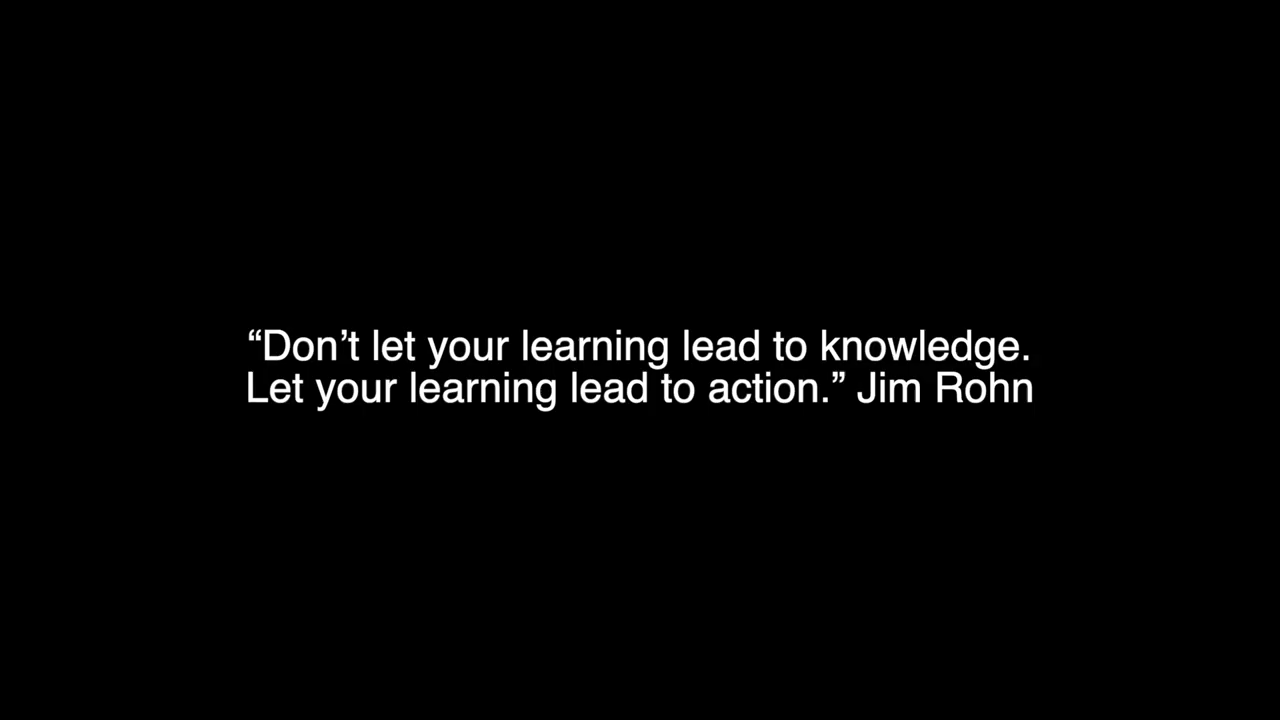 “Don’t let your learning lead to knowledge.
Let your learning lead to action.” Jim Rohn